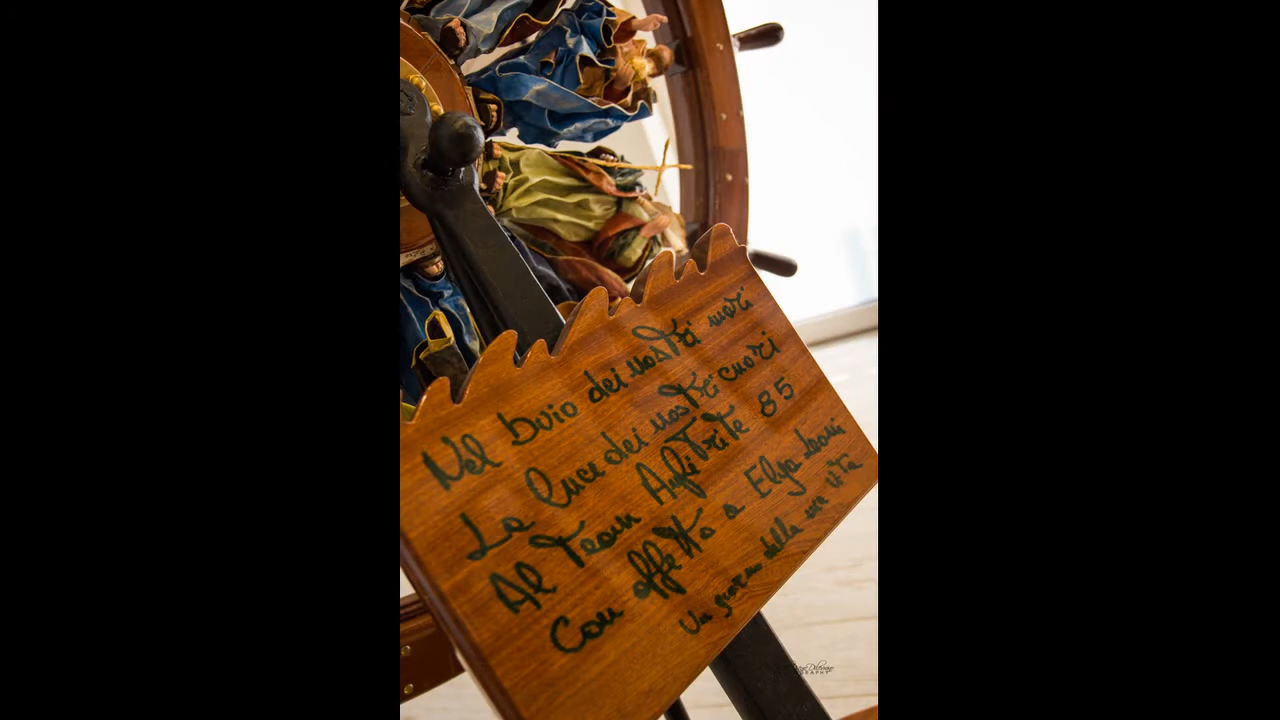 Nel buio dei nostri mari
La luce dei nostri cuori
Al Team Anfitrite 85
Con affetto a Elga Leoni
Un giorno della mia vita